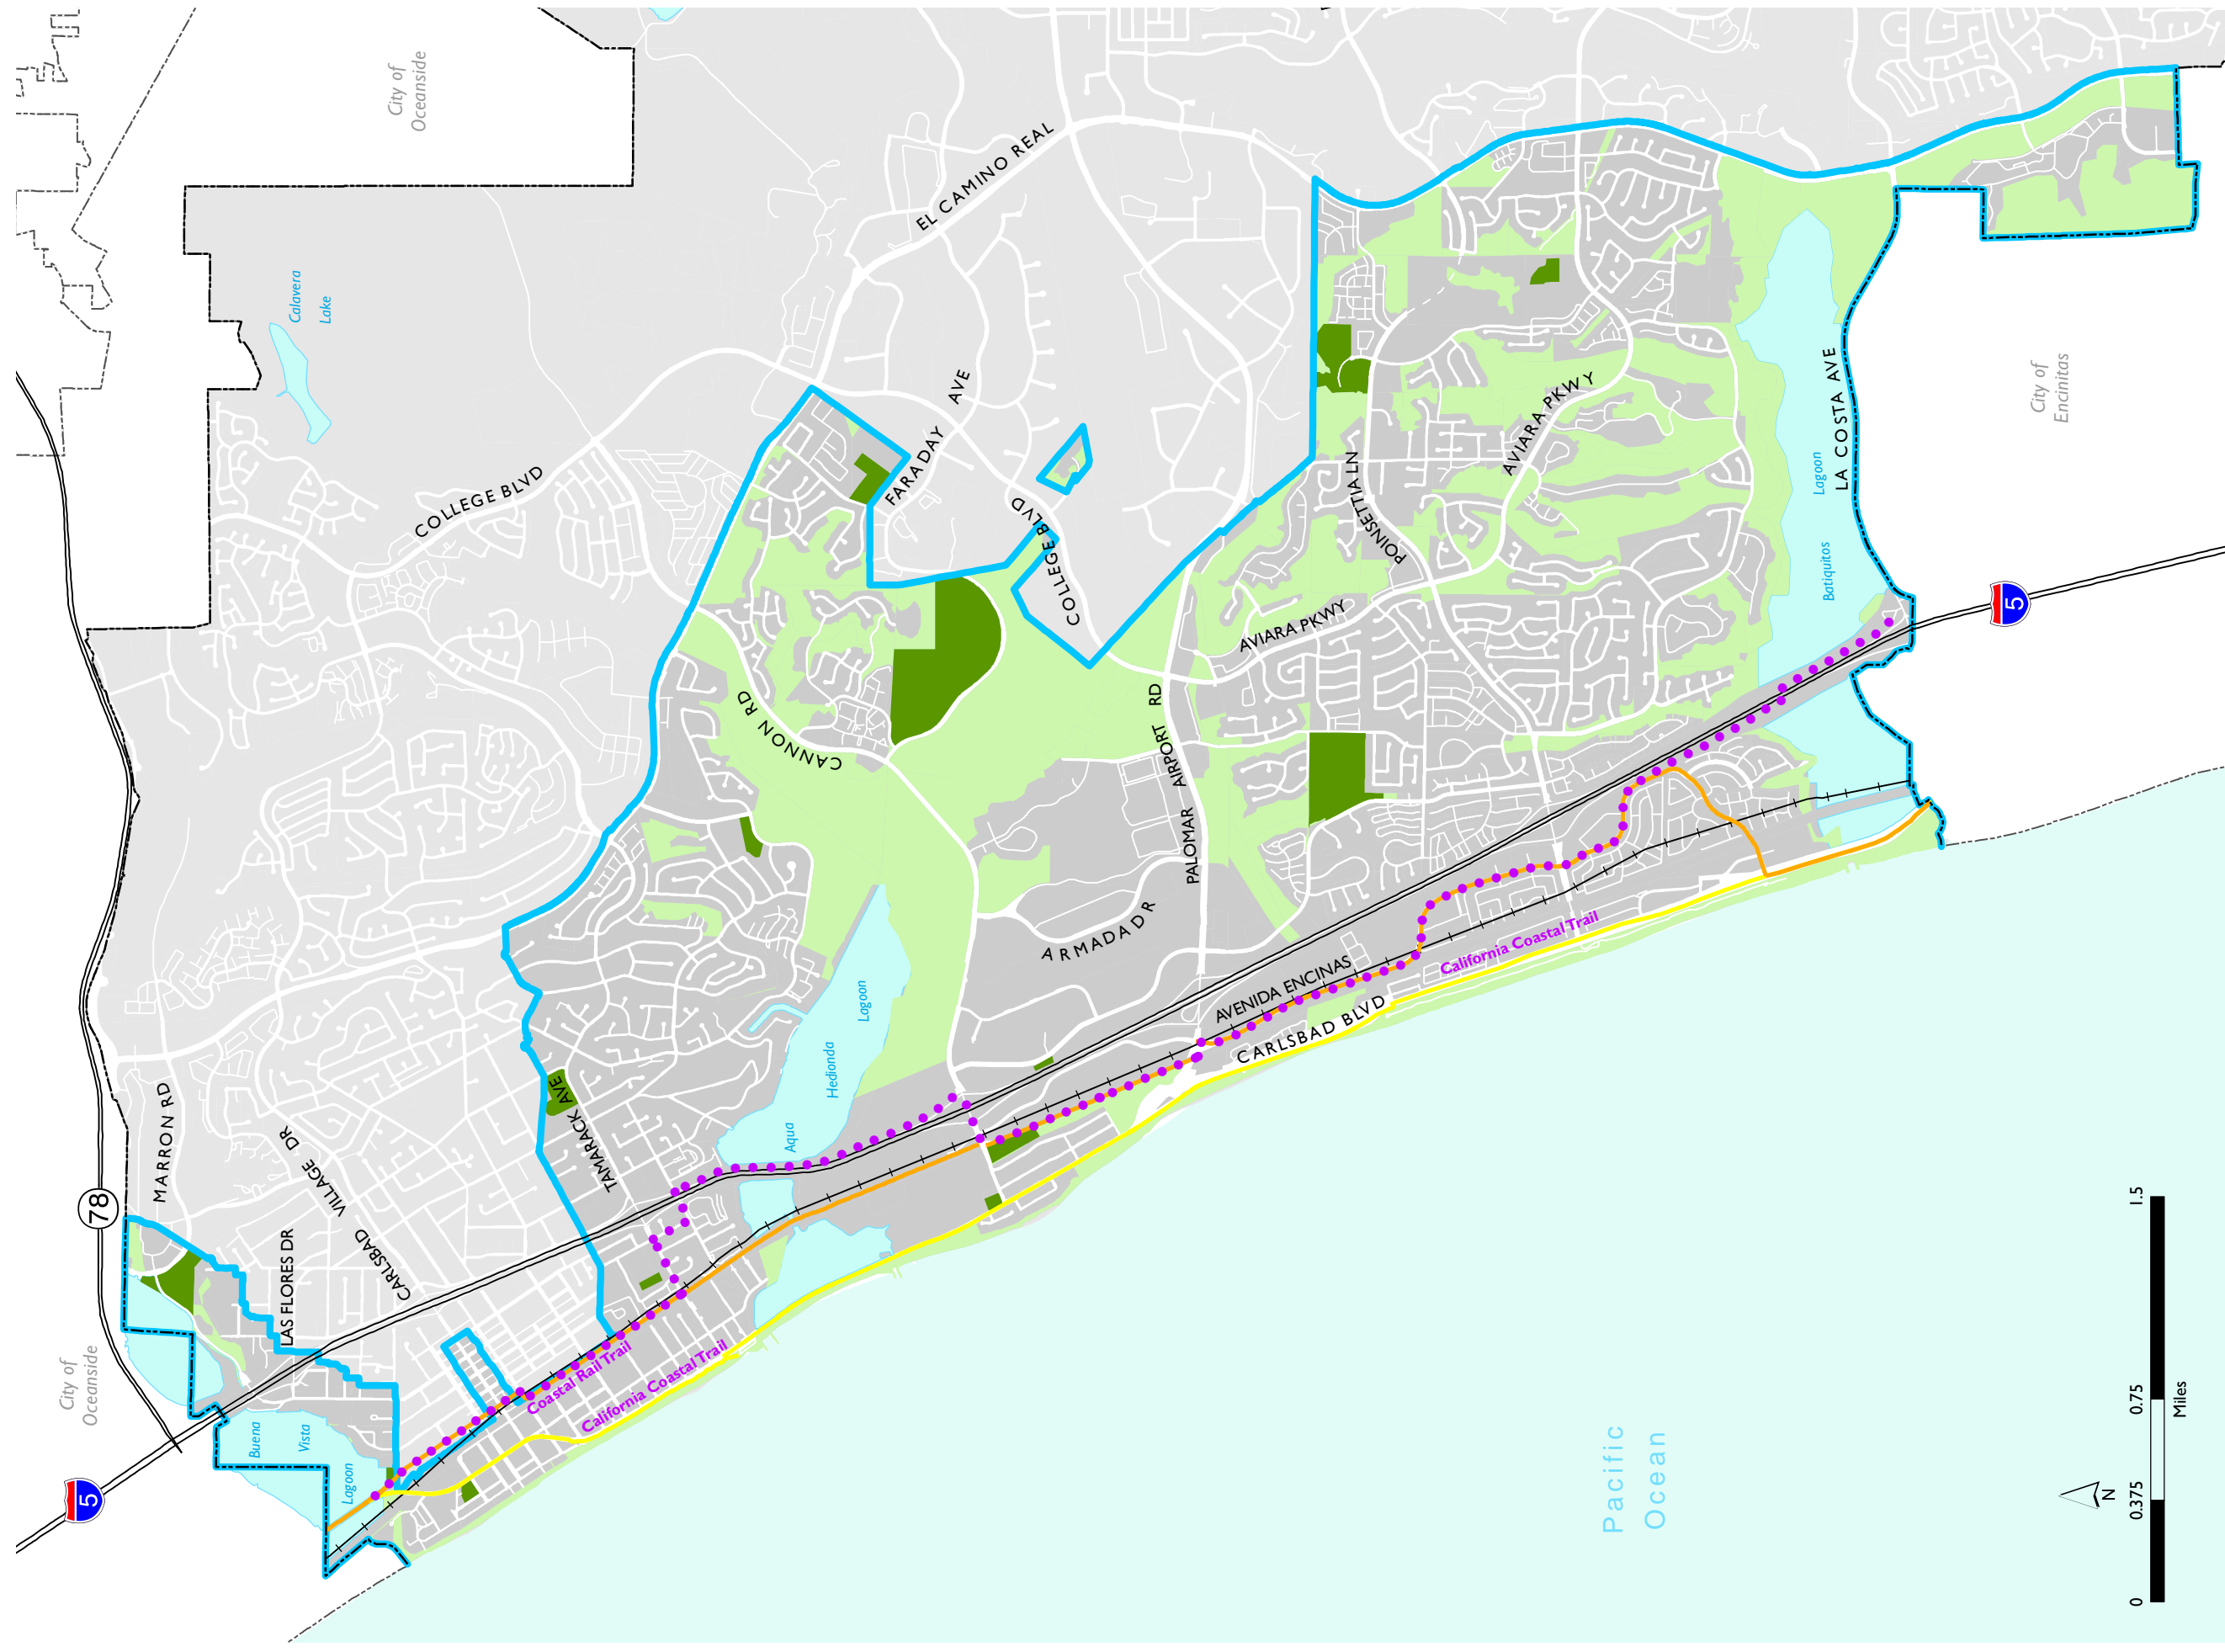 City of
Oceanside
Calavera
Lake
EL CAMINO REAL
COLLEGE BLVD
FARADAY AVE
COLLEGE BLVD
POINSETTIA LN
AVIARA PKWY
LA COSTA AVE
City of
Encinitas
Batiquitos Lagoon
AVIARA PKWY
CANNON RD
PALOMAR AIRPORT RD
5
ARMADA DR
Aqua Hedionda Lagoon
AVENIDA ENCINAS
CARLSBAD BLVD
California Coastal Trail
MARRON RD
TAMARACK AVE
CARLSBAD VILLAGE DR
LAS FLORES DR
78
City of
Oceanside
Coastal Rail Trail
California Coastal Trail
Buena
Vista
Lagoon
5
Pacific
Ocean
N
0 0.375 0.75 1.5
Miles